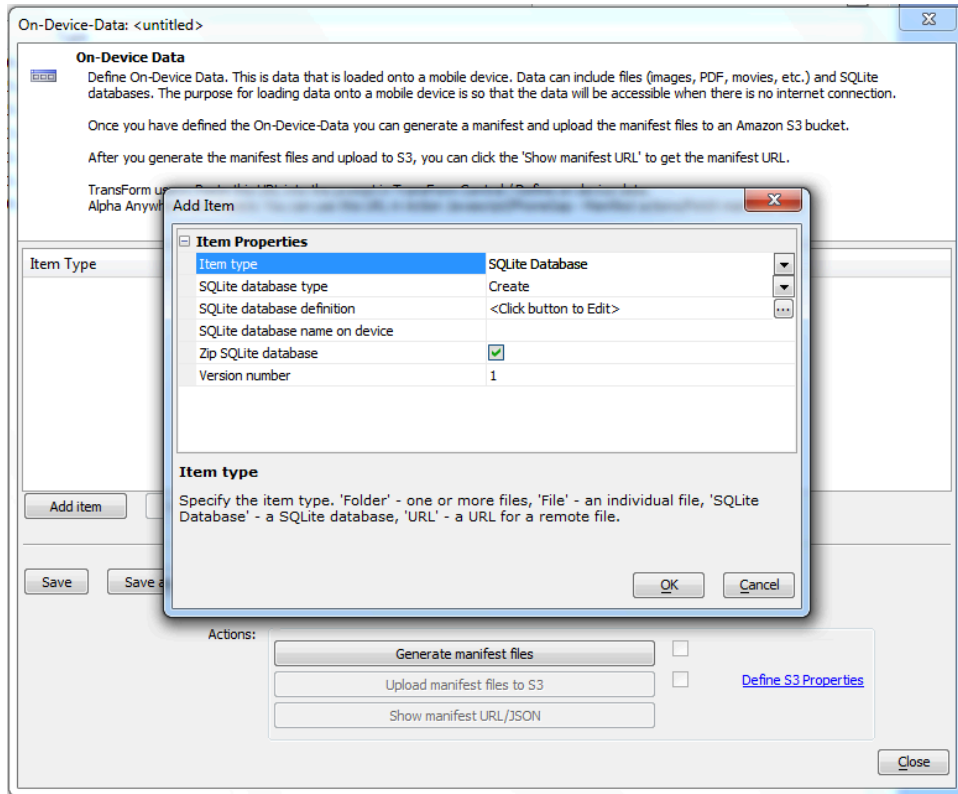 On-Device-Data: <untitled>
On-Device Data
Define On-Device Data. This is data that is loaded onto a mobile device. Data can include files (images, PDF, movies, etc.) and SQLite
databases. The purpose for loading data onto a mobile device is so that the data will be accessible when there is no internet connection.
Once you have defined the On-Device-Data you can generate a manifest and upload the manifest files to an Amazon S3 bucket.
After you generate the manifest files and upload to S3, you can click the 'Show manifest URL' to get the manifest URL.
TransForm
Alpha
Add Item
Item Type
Item Properties
Item type SQLite Database
SQLite database type Create
SQLite database definition <Click button to Edit> ...
SQLite database name on device
Zip SQLite database
Version number 1
Item type
Specify the item type. 'Folder' - one or more files, 'File' - an individual file, 'SQLite
Database' - a SQLite database, 'URL' - a URL for a remote file.
Add item
OK Cancel
Save Save
Actions:
Generate manifest files
Upload manifest files to S3 Define S3 Properties
Show manifest URL/JSON
Close